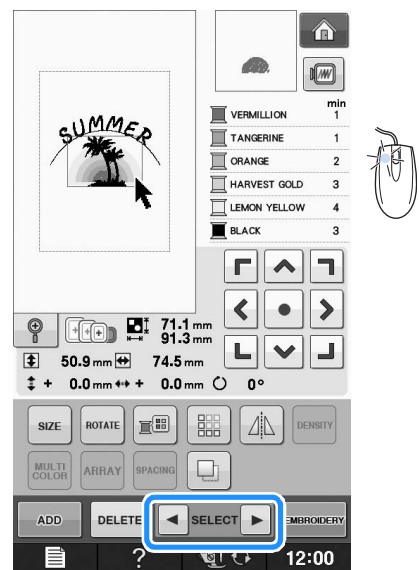 min
VERMILLION 1
TANGERINE 1
ORANGE 2
HARVEST GOLD 3
LEMON YELLOW 4
BLACK 3
SUMMER
71.1 mm
91.3 mm
50.9 mm 74.5 mm
+ 0.0 mm + 0.0 mm 0°
SIZE ROTATE DENSITY
MULTI COLOR ARRAY SPACING
ADD DELETE SELECT EMBROIDERY
? 12:00